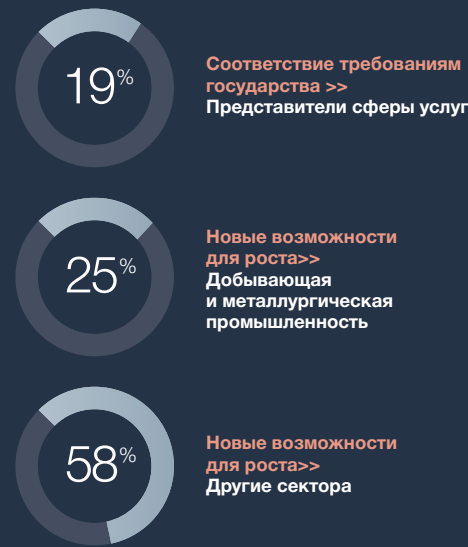 19%
Соответствие требованиям
государства >>
Представители сферы услуг
25%
Новые возможности
для роста>>
Добывающая
и металлургическая
промышленность
58%
Новые возможности
для роста>>
Другие сектора